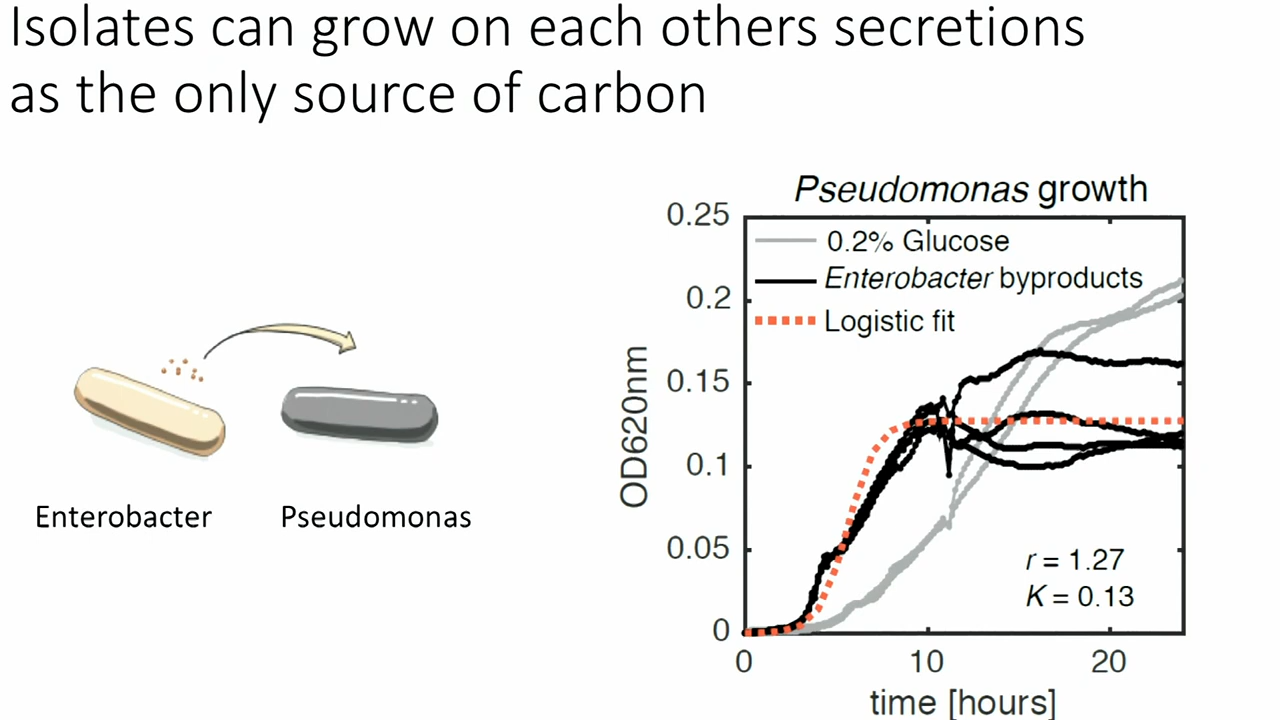 Isolates can grow on each others secretions
as the only source of carbon
Enterobacter
Pseudomonas
Pseudomonas growth
0.25
0.2
0.15
0.1
0.05
0
OD620nm
0.2% Glucose
Enterobacter byproducts
Logistic fit
r = 1.27
K = 0.13
0
10
20
time [hours]